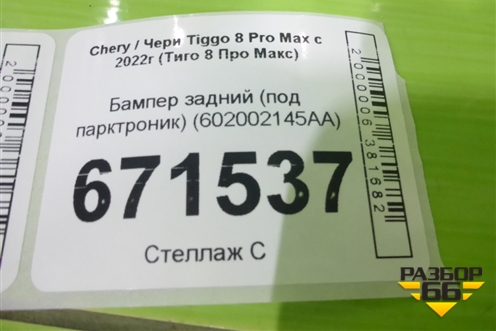 Chery / Чери Tiggo 8 Pro Max с
2022г (Тиго 8 Про Макс)
Бампер задний (под
парктроник) (602002145AA)
671537
Стеллаж С
2000006381682
РАЗБОР
66